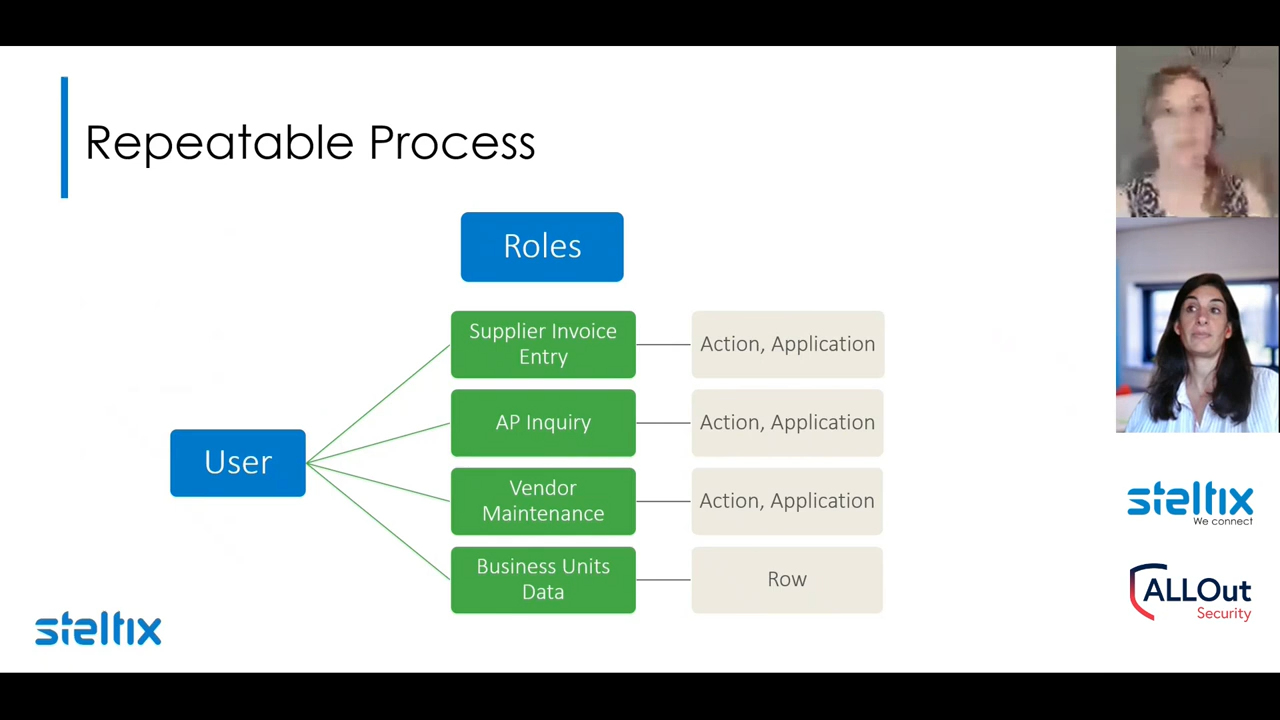 Repeatable Process
Roles
Supplier Invoice
Entry
Action, Application
AP Inquiry
Action, Application
User
Vendor
Maintenance
Action, Application
Business Units
Data
Row
steltix
steltix
We connect
ALLOut
Security